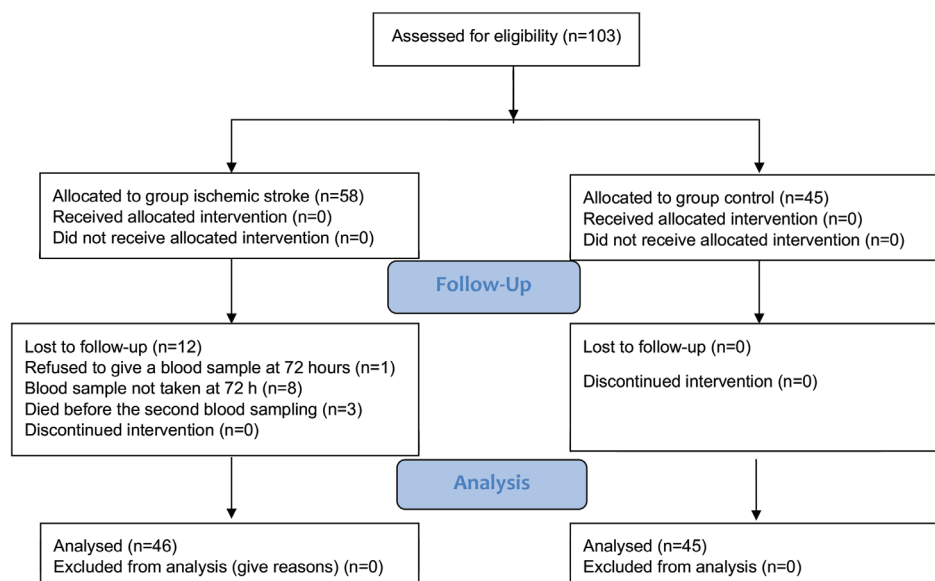 Assessed for eligibility (n=103)
Allocated to group ischemic stroke (n=58)
Received allocated intervention (n=0)
Did not receive allocated intervention (n=0)
Allocated to group control (n=45)
Received allocated intervention (n=0)
Did not receive allocated intervention (n=0)
Follow-Up
Lost to follow-up (n=12)
Refused to give a blood sample at 72 hours (n=1)
Blood sample not taken at 72 h (n=8)
Died before the second blood sampling (n=3)
Discontinued intervention (n=0)
Lost to follow-up (n=0)
Discontinued intervention (n=0)
Analysis
Analysed (n=46)
Excluded from analysis (give reasons) (n=0)
Analysed (n=45)
Excluded from analysis (n=0)